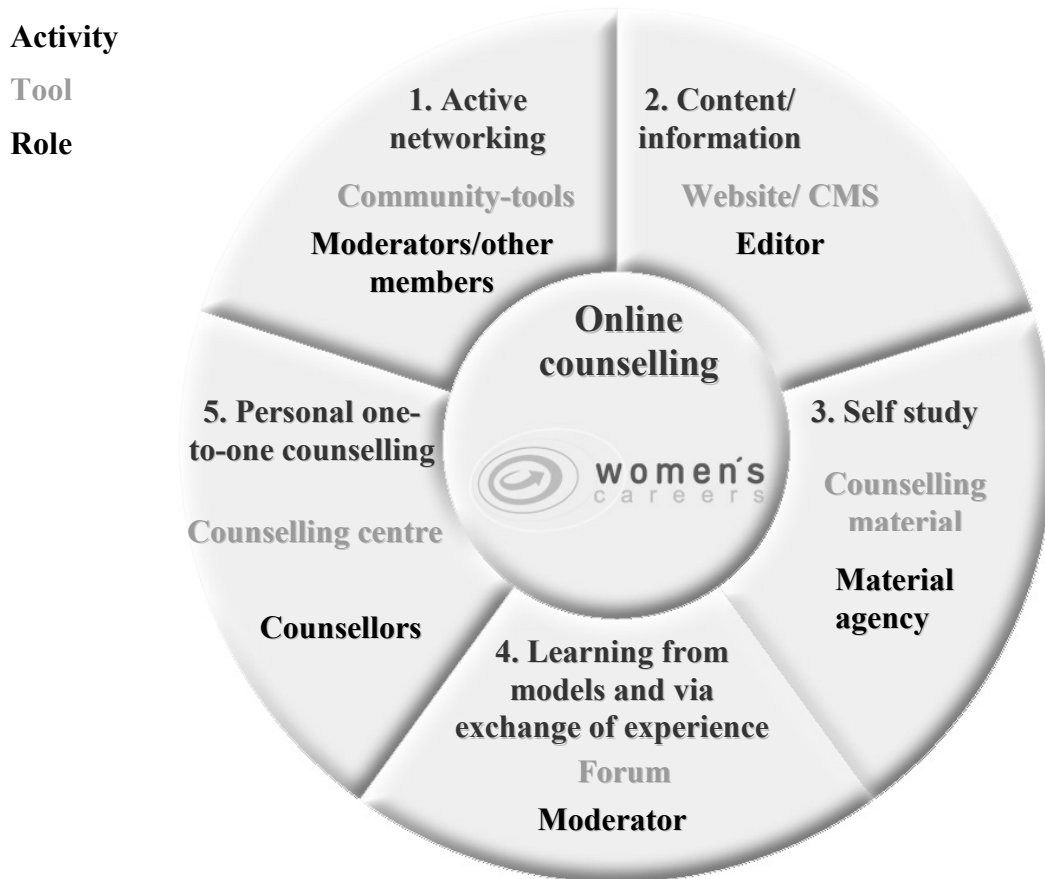 Activity
Tool
Role
1. Active
networking
Community-tools
Moderators/other
members
2. Content/
information
Website/ CMS
Editor
Online
counselling
women´s
careers
3. Self study
Counselling
material
Material
agency
4. Learning from
models and via
exchange of experience
Forum
Moderator
5. Personal one-
to-one counselling
Counselling centre
Counsellors